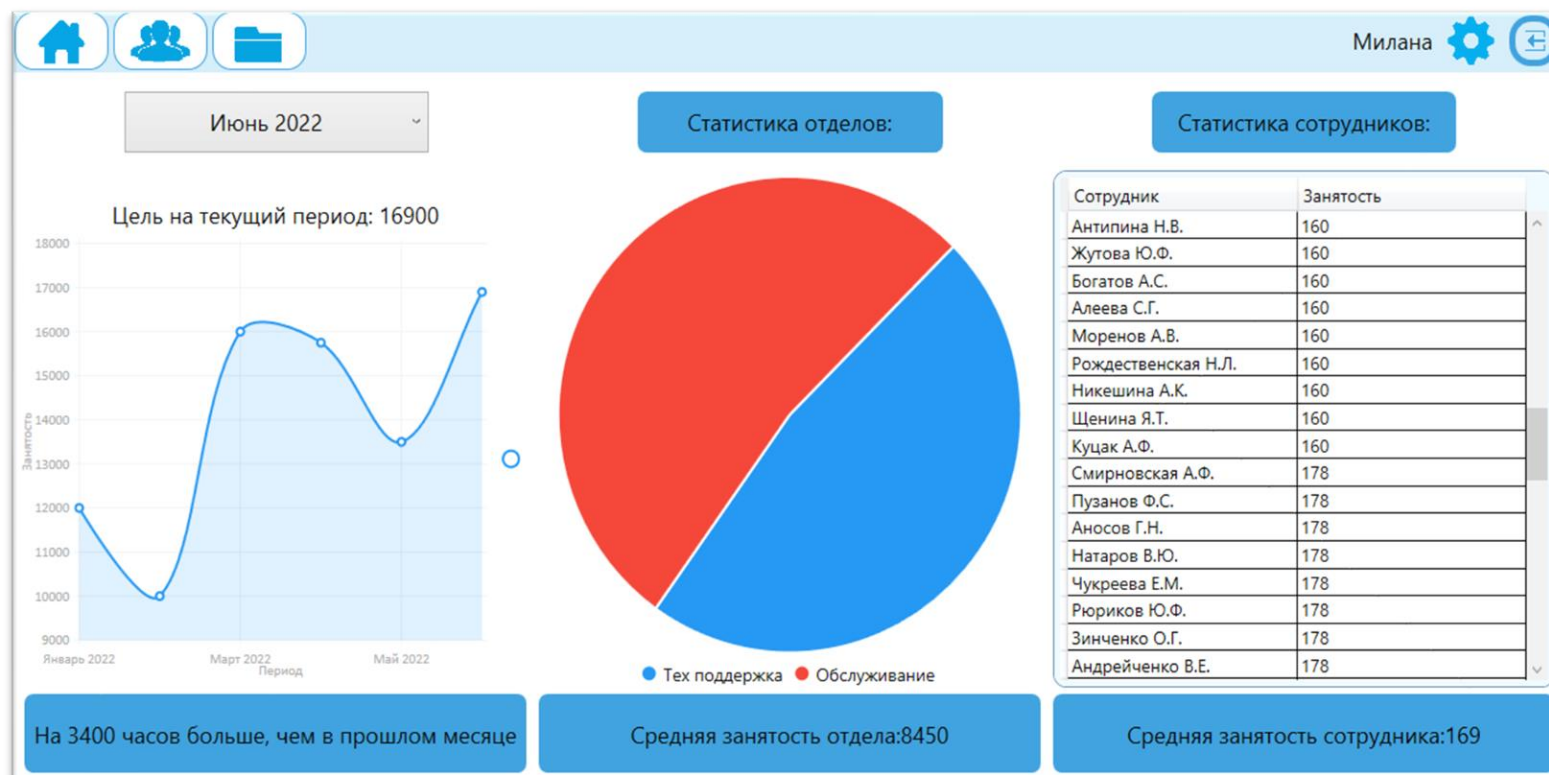 Милана
Июнь 2022
Статистика отделов:
Статистика сотрудников:
Цель на текущий период: 16900
18000
17000
16000
15000
14000
13000
12000
11000
10000
9000
Занятость
Январь 2022
Март 2022
Май 2022
Период
Тех поддержка
Обслуживание
Сотрудник Занятость
Антипина Н.В. 160
Жутова Ю.Ф. 160
Богатов А.С. 160
Алеева С.Г. 160
Моренов А.В. 160
Рождественская Н.Л. 160
Никешина А.К. 160
Щенина Я.Т. 160
Куцак А.Ф. 160
Смирновская А.Ф. 178
Пузанов Ф.С. 178
Аносов Г.Н. 178
Натаров В.Ю. 178
Чукреева Е.М. 178
Рюриков Ю.Ф. 178
Зинченко О.Г. 178
Андрейченко В.Е. 178
На 3400 часов больше, чем в прошлом месяце
Средняя занятость отдела:8450
Средняя занятость сотрудника:169